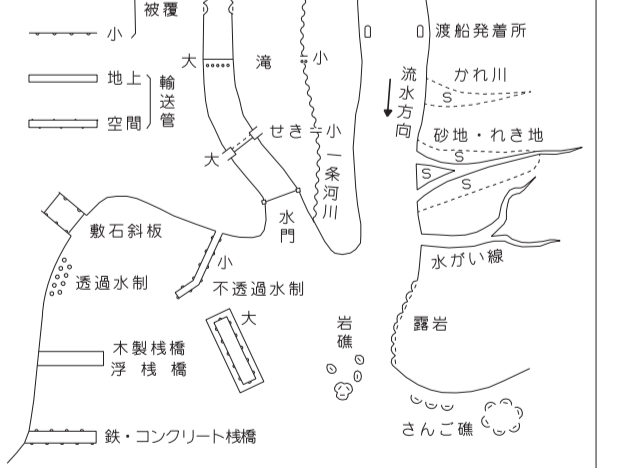 被覆
小
地上
空間
輸送管
大
滝
小
大
せき
小
一条河川
水門
渡船発着所
流水方向
かれ川
S
砂地・れき地
S
S
S
水がい線
敷石斜板
透過水制
小
不透過水制
大
木製桟橋
浮桟橋
鉄・コンクリート桟橋
岩礁
露岩
さんご礁